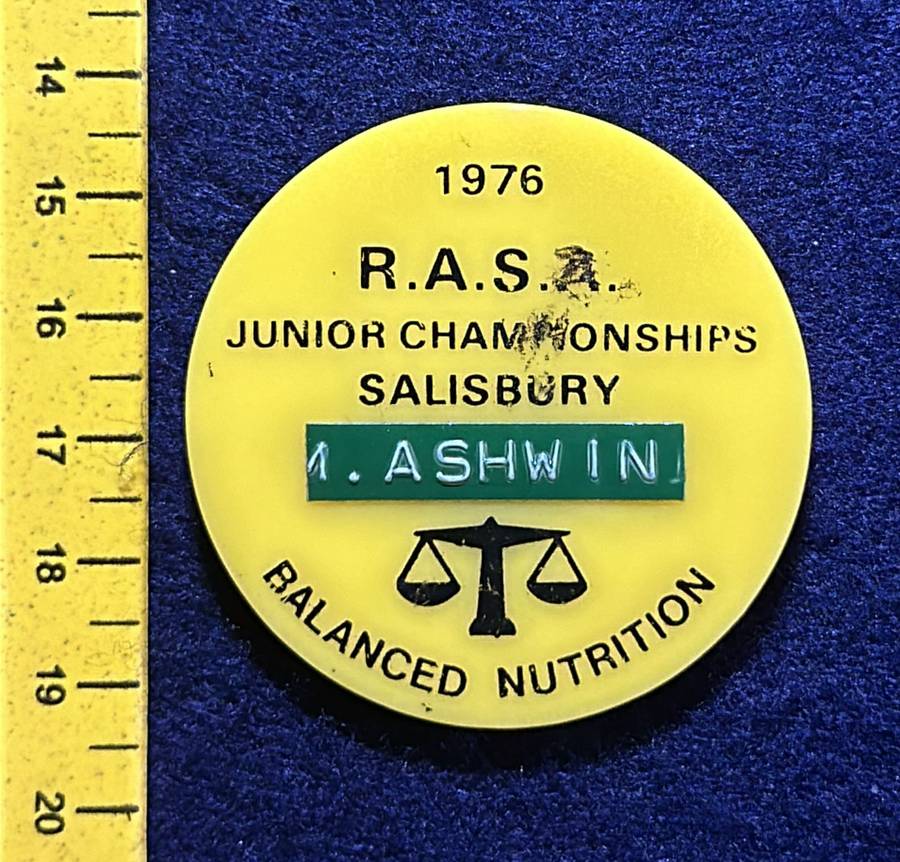 1976
R.A.S.A.
JUNIOR CHAMPIONSHIPS
SALISBURY
. ASHWIN
BALANCED NUTRITION
14
15
16
17
18
19
20